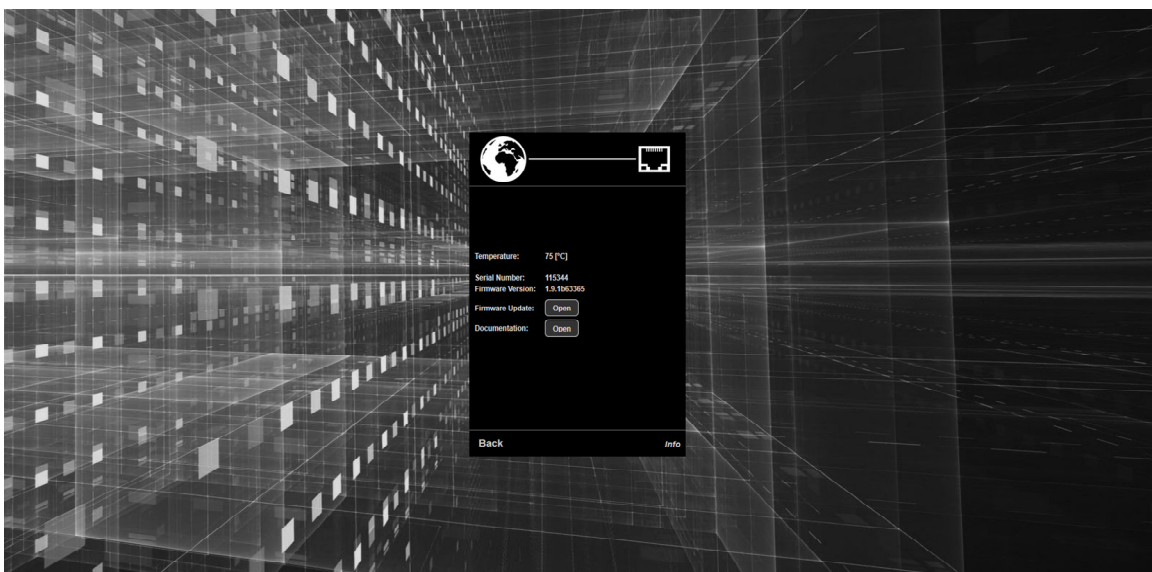 Temperature: 75 [°C]
Serial Number: 115344
Firmware Version: 1.9.1b63365
Firmware Update: Open
Documentation: Open
Back Info